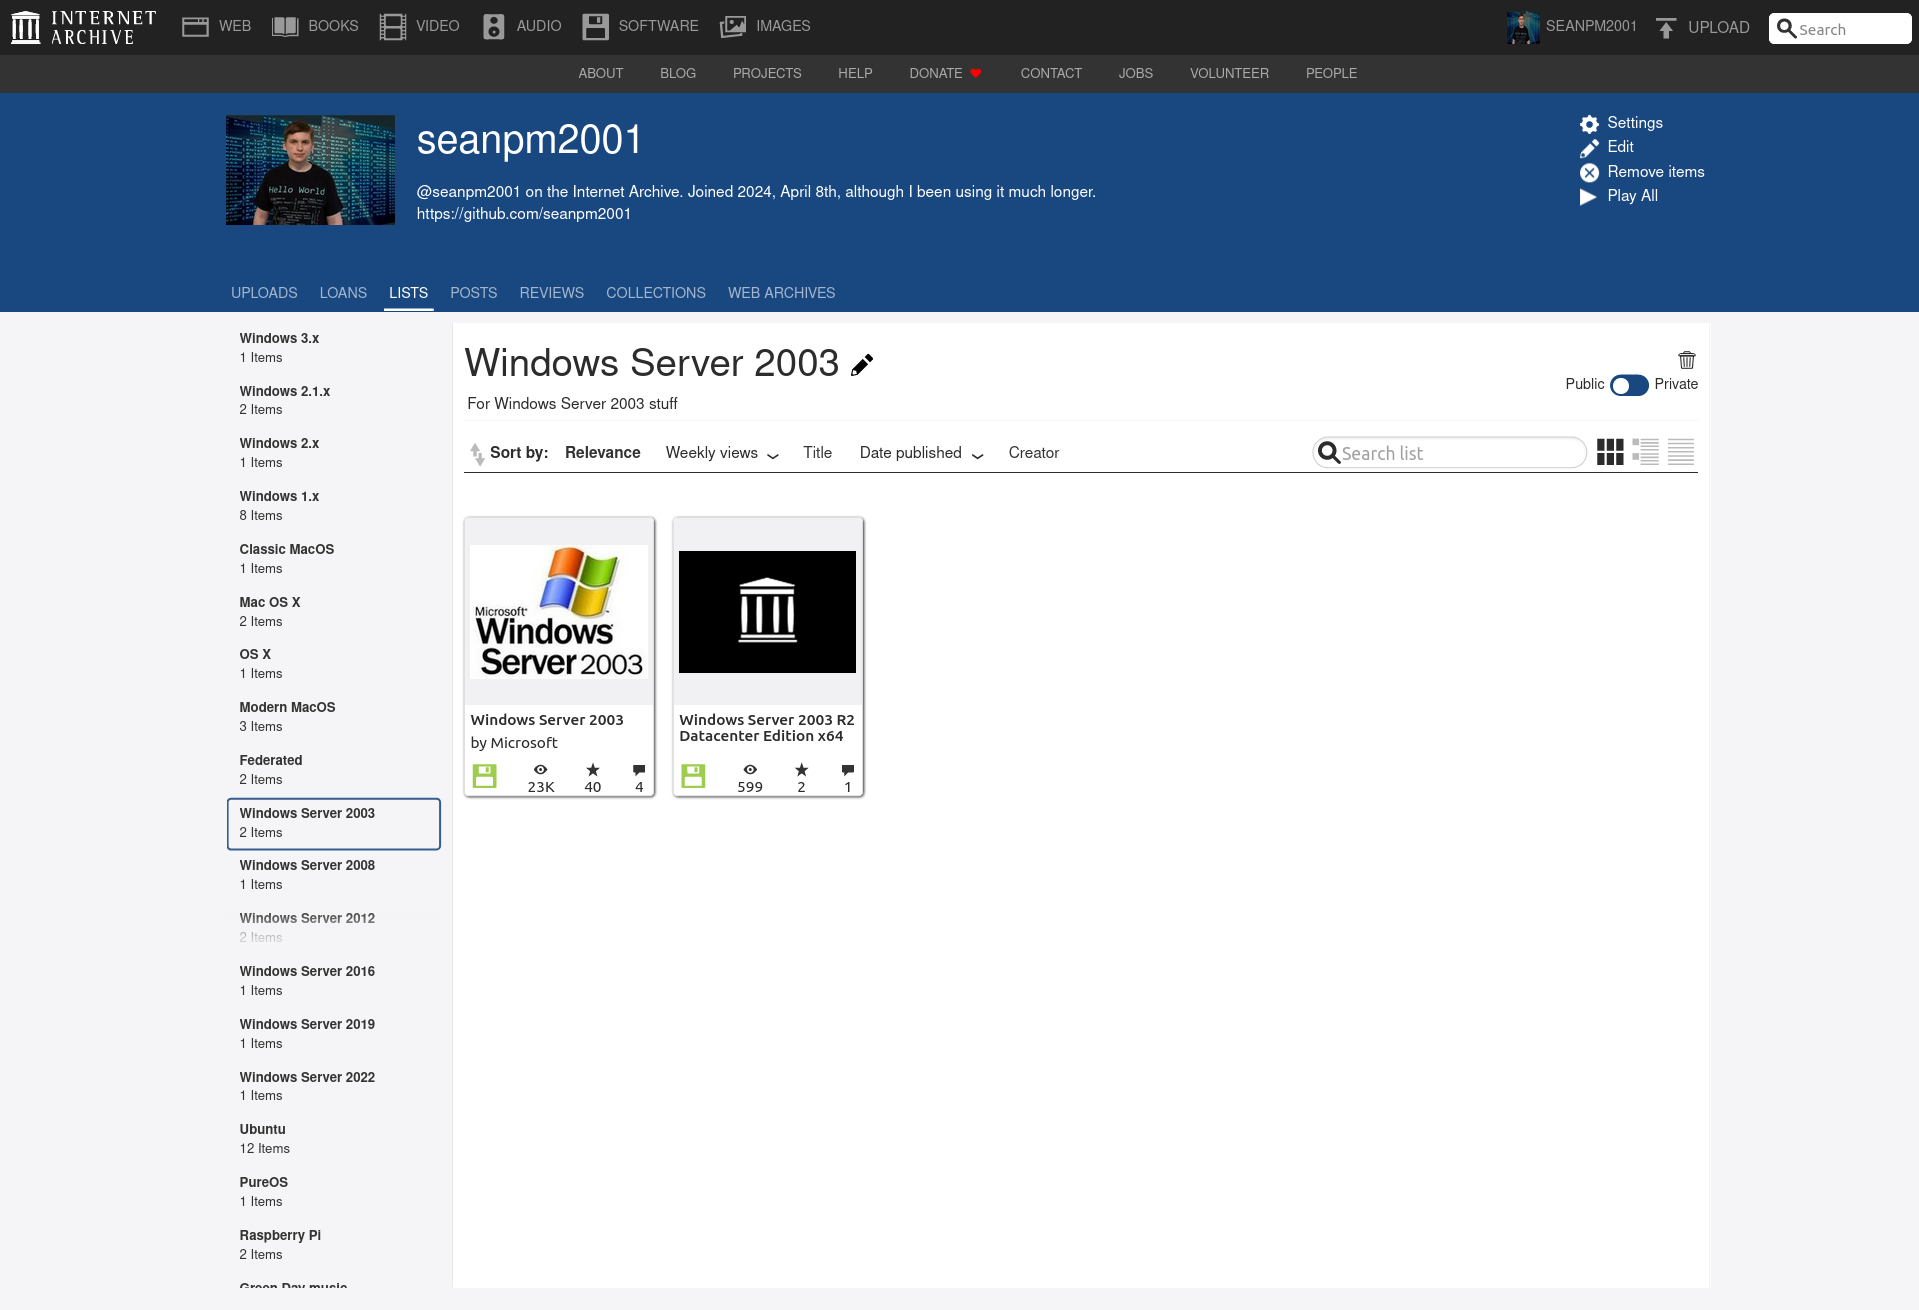 INTERNET ARCHIVE
WEB BOOKS VIDEO AUDIO SOFTWARE IMAGES
SEANPM2001 UPLOAD Search
ABOUT BLOG PROJECTS HELP DONATE CONTACT JOBS VOLUNTEER PEOPLE
Hello World
seanpm2001
@seanpm2001 on the Internet Archive. Joined 2024, April 8th, although I been using it much longer.
https://github.com/seanpm2001
Settings
Edit
Remove items
Play All
UPLOADS LOANS LISTS POSTS REVIEWS COLLECTIONS WEB ARCHIVES
Windows 3.x
1 Items
Windows 2.1.x
2 Items
Windows 2.x
1 Items
Windows 1.x
8 Items
Classic MacOS
1 Items
Mac OS X
2 Items
OS X
1 Items
Modern MacOS
3 Items
Federated
2 Items
Windows Server 2003
2 Items
Windows Server 2008
1 Items
Windows Server 2012
2 Items
Windows Server 2016
1 Items
Windows Server 2019
1 Items
Windows Server 2022
1 Items
Ubuntu
12 Items
PureOS
1 Items
Raspberry Pi
2 Items
Green Day music
Windows Server 2003
For Windows Server 2003 stuff
Public Private
Sort by: Relevance Weekly views Title Date published Creator
Search list
Microsoft
Windows
Server 2003
Windows Server 2003
by Microsoft
23K 40 4
Windows Server 2003 R2
Datacenter Edition x64
599 2 1